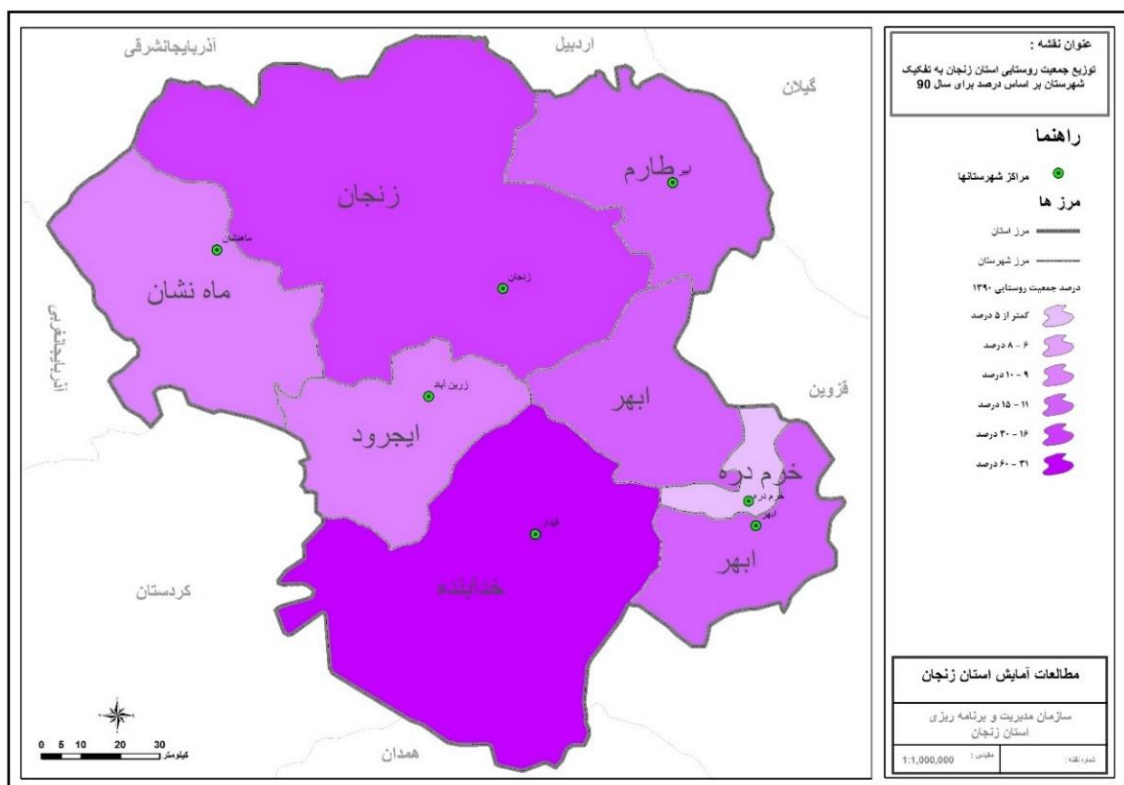 عنوان نقشه :
توزیع جمعیت روستایی استان زنجان به تفکیک
شهرستان بر اساس درصد برای سال 90
راهنما
مراکز شهرستانها
مرز ها
مرز استان
مرز شهرستان
درصد جمعیت روستایی ۱۳۹۰
کمتر از ۵ درصد
۶ - ۸ درصد
۹ - ۱۰ درصد
۱۱ - ۱۵ درصد
۱۶ - ۳۰ درصد
۳۱ - ۶۰ درصد
مطالعات آمایش استان زنجان
سازمان مدیریت و برنامه ریزی
استان زنجان
شماره نقشه :
مقیاس :
1:1,000,000
آذربایجانشرقی
اردبیل
گیلان
طارم
زنجان
ماهنشان
زنجان
ماه نشان
آذربایجانغربی
زرین آباد
ابهر
قزوین
ایجرود
خرم دره
خرم دره
ابهر
قیدار
ابهر
خدابنده
کردستان
همدان
0 5 10 20 30
کیلومتر